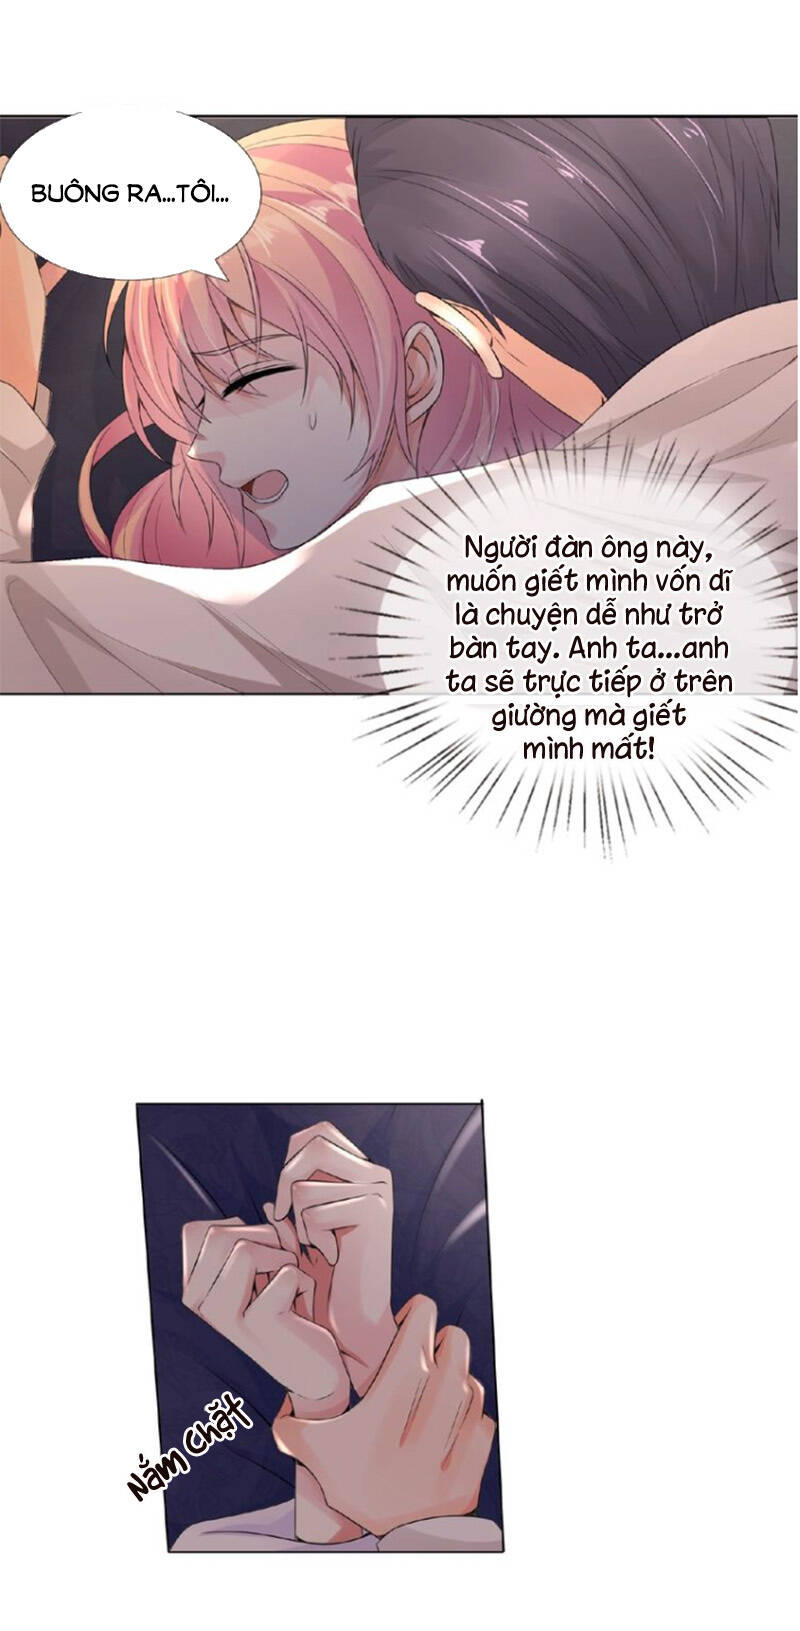 BUÔNG RA...TÔI...
Người đàn ông này,
muốn giết mình vốn dĩ
là chuyện dễ như trở
bàn tay. Anh ta...anh
ta sẽ trực tiếp ở trên
giường mà giết
mình mất!
Nắm Chặt